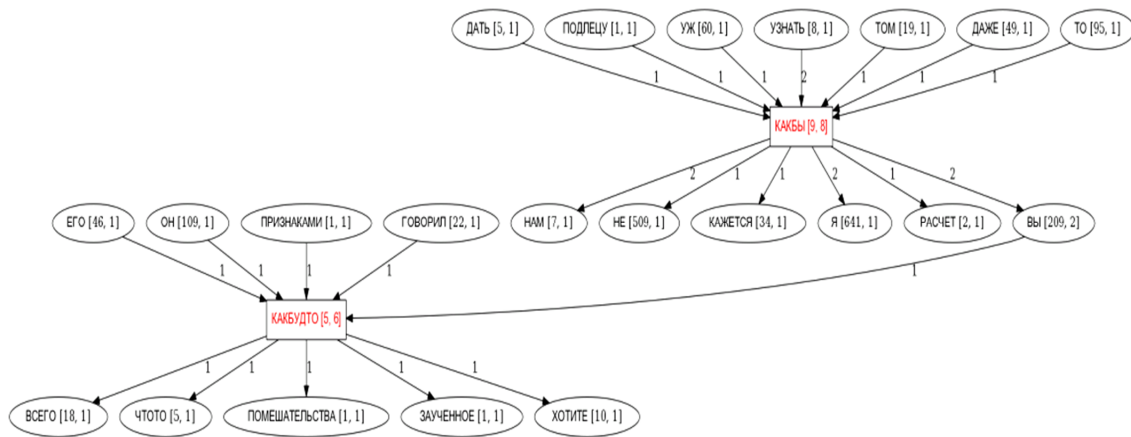 ДАТЬ [5, 1] ПОДЛЕЦУ [1, 1] УЖ [60, 1] УЗНАТЬ [8, 1] ТОМ [19, 1] ДАЖЕ [49, 1] ТО [95, 1]
1 1 1 2 1 1 1
КАКБЫ [9, 8]
2 1 1 2 1 2
НАМ [7, 1] НЕ [509, 1] КАЖЕТСЯ [34, 1] Я [641, 1] РАСЧЕТ [2, 1] ВЫ [209, 2]
ЕГО [46, 1] ОН [109, 1] ПРИЗНАКАМИ [1, 1] ГОВОРИЛ [22, 1]
1 1 1 1 1
КАКБУДТО [5, 6]
1 1 1 1 1
ВСЕГО [18, 1] ЧТОТО [5, 1] ПОМЕШАТЕЛЬСТВА [1, 1] ЗАУЧЕННОЕ [1, 1] ХОТИТЕ [10, 1]